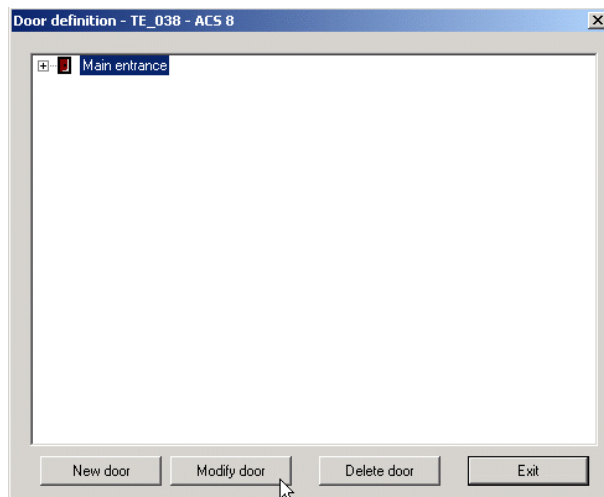 Door definition - TE_038 - ACS 8
Main entrance
New door Modify door Delete door Exit